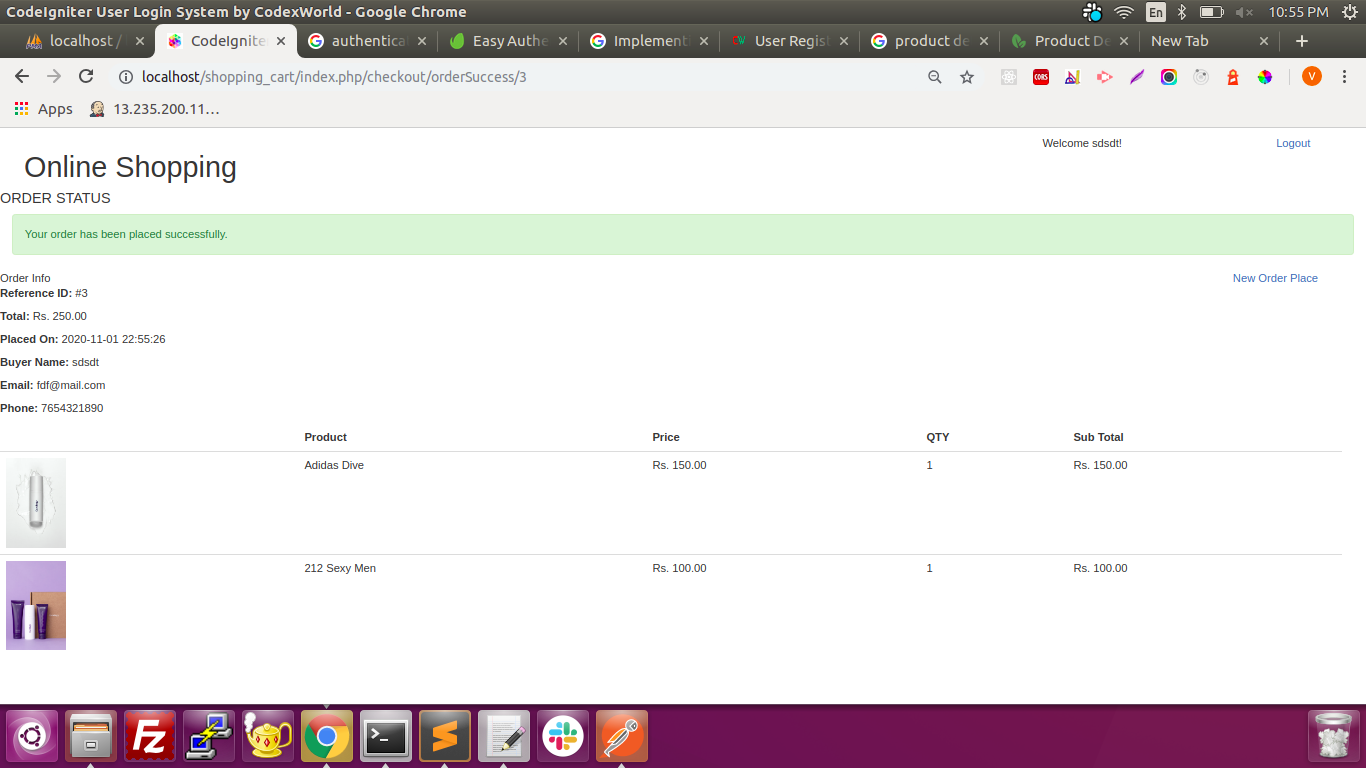 CodeIgniter User Login System by CodexWorld - Google Chrome
En
10:55 PM
localhost /
CodeIgnite
authentica
Easy Authe
Implement
User Regist
product de
Product De
New Tab
localhost/shopping_cart/index.php/checkout/orderSuccess/3
CORS
V
Apps
13.235.200.11…
Welcome sdsdt!
Logout
Online Shopping
ORDER STATUS
Your order has been placed successfully.
Order Info
New Order Place
Reference ID: #3
Total: Rs. 250.00
Placed On: 2020-11-01 22:55:26
Buyer Name: sdsdt
Email: fdf@mail.com
Phone: 7654321890
Product Price QTY Sub Total
Adidas Dive Rs. 150.00 1 Rs. 150.00
212 Sexy Men Rs. 100.00 1 Rs. 100.00
Fz